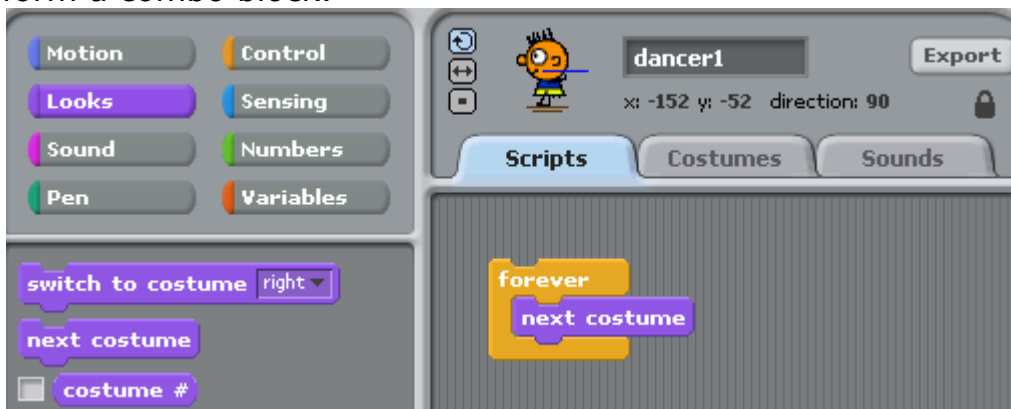 form a combo block.
Motion
Control
Looks
Sensing
Sound
Numbers
Pen
Variables
switch to costume right
next costume
costume #
dancer1
Export
x: -152 y: -52 direction: 90
Scripts
Costumes
Sounds
forever
next costume